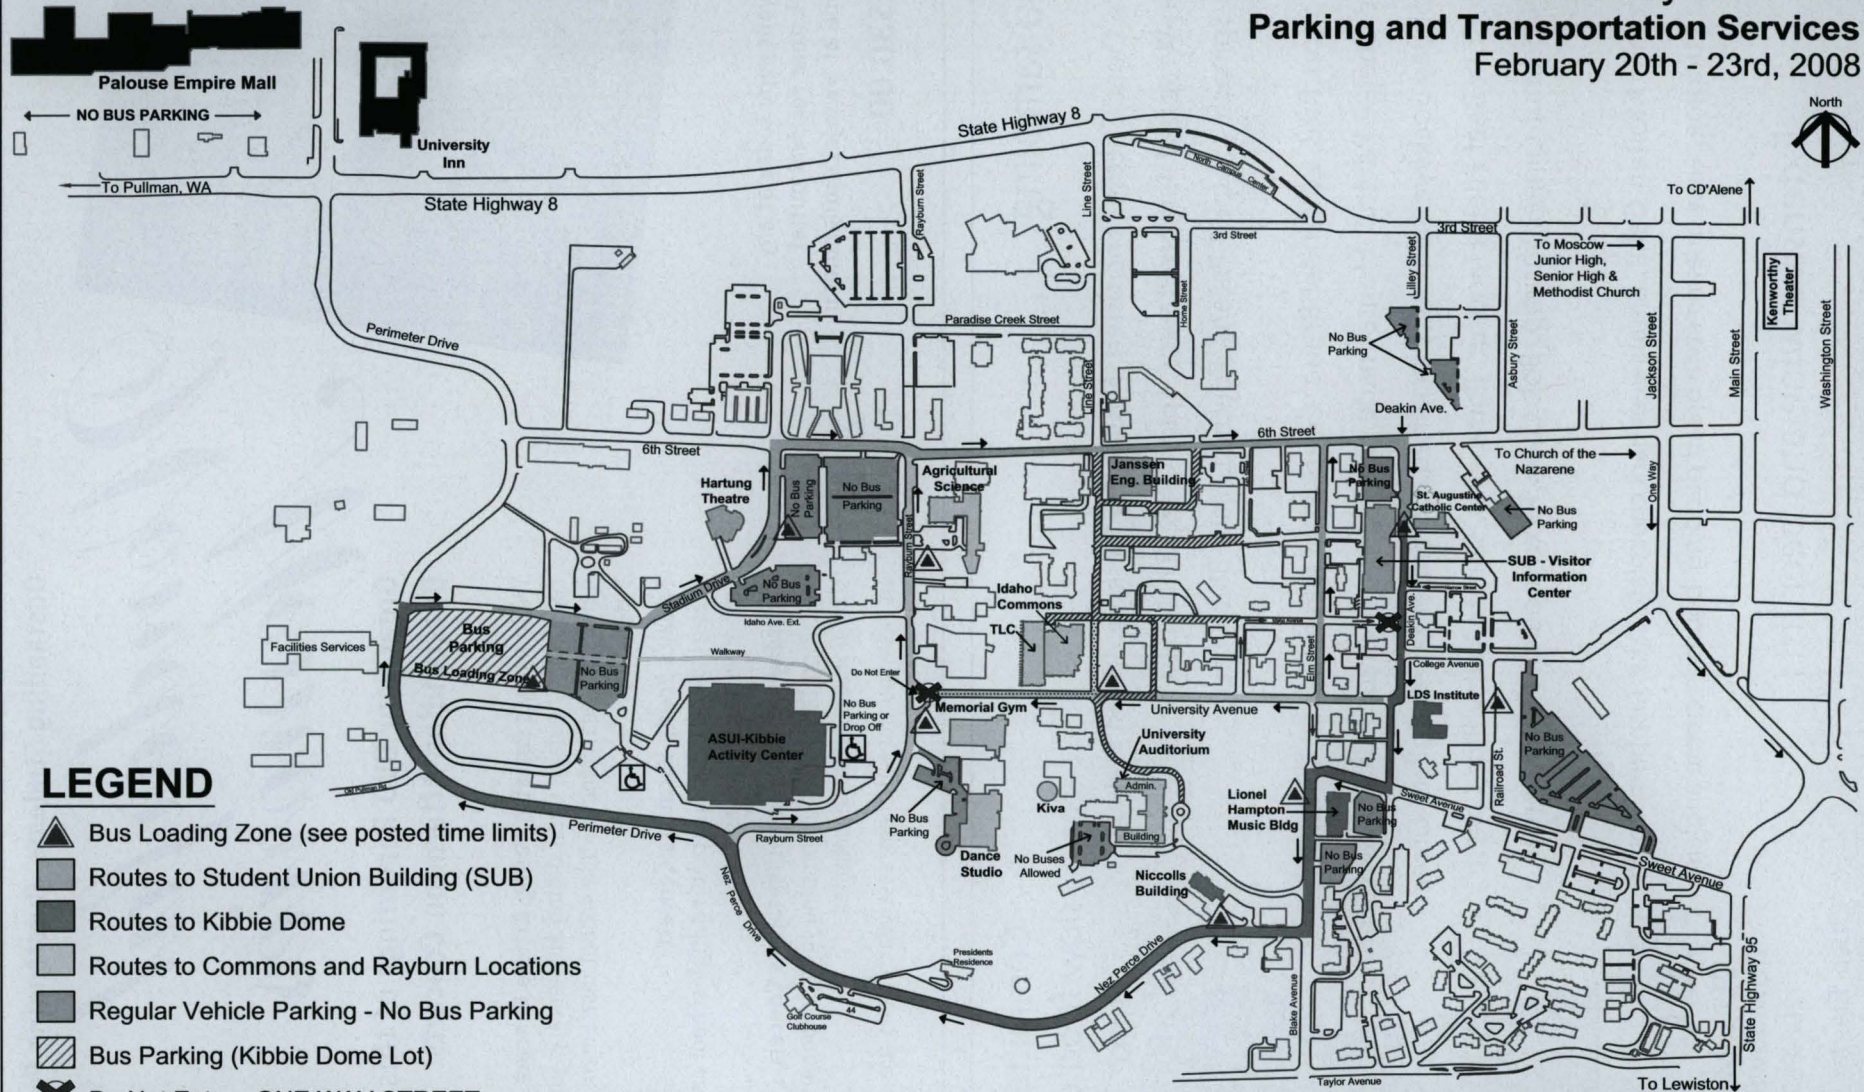 Parking and Transportation Services
February 20th - 23rd, 2008
North
Palouse Empire Mall
NO BUS PARKING
University
Inn
To Pullman, WA
State Highway 8
State Highway 8
North Campus Center
To CD'Alene
Rayburn Street
Line Street
3rd Street
3rd Street
Lilley Street
To Moscow
Junior High,
Senior High &
Methodist Church
Kenworthy
Theater
Home Street
Perimeter Drive
Paradise Creek Street
Line Street
No Bus
Parking
Asbury Street
Jackson Street
Main Street
Washington Street
Deakin Ave.
6th Street
6th Street
To Church of the
Nazarene
One Way
Hartung
Theatre
No Bus
Parking
No Bus
Parking
Agricultural
Science
Janssen
Eng. Building
No Bus
Parking
St. Augustine
Catholic Center
No Bus
Parking
Rayburn Street
SUB - Visitor
Information
Center
Stadium Drive
No Bus
Parking
Idaho Ave. Ext.
Idaho
Commons
TLC
Deakin Ave.
Elm Street
Facilities Services
Bus
Parking
Bus Loading Zone
No Bus
Parking
Walkway
Do Not Enter
College Avenue
Memorial Gym
University Avenue
LDS Institute
No Bus
Parking or
Drop Off
ASUI-Kibbie
Activity Center
University
Auditorium
No Bus
Parking
Railroad St.
Old Pullman Rd.
Perimeter Drive
Rayburn Street
No Bus
Parking
Kiva
Admin.
Building
Lionel
Hampton
Music Bldg
No Bus
Parking
Sweet Avenue
Dance
Studio
No Buses
Allowed
Niccolls
Building
No Bus
Parking
Sweet Avenue
Nez Perce Drive
Presidents
Residence
Nez Perce Drive
Golf Course
Clubhouse
44
Blake Avenue
State Highway 95
Taylor Avenue
To Lewiston
LEGEND
Bus Loading Zone (see posted time limits)
Routes to Student Union Building (SUB)
Routes to Kibbie Dome
Routes to Commons and Rayburn Locations
Regular Vehicle Parking - No Bus Parking
Bus Parking (Kibbie Dome Lot)